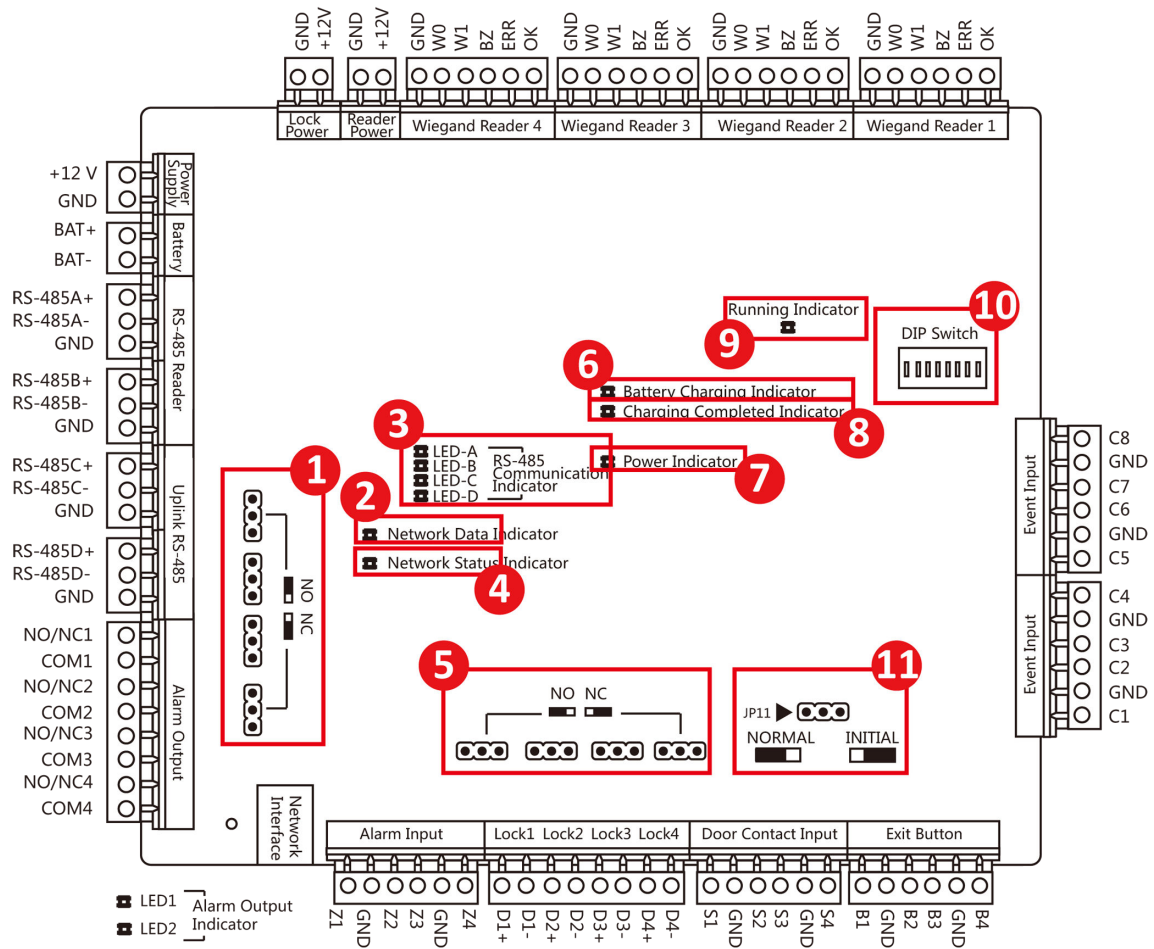 GND +12V GND +12V GND W0 W1 BZ ERR OK GND W0 W1 BZ ERR OK GND W0 W1 BZ ERR OK GND W0 W1 BZ ERR OK
Lock Power
Reader Power
Wiegand Reader 4
Wiegand Reader 3
Wiegand Reader 2
Wiegand Reader 1
+12 V
GND
Power Supply
BAT+
BAT-
Battery
RS-485A+
RS-485A-
GND
RS-485B+
RS-485B-
GND
RS-485 Reader
RS-485C+
RS-485C-
GND
RS-485D+
RS-485D-
GND
Uplink RS-485
NO/NC1
COM1
NO/NC2
COM2
NO/NC3
COM3
NO/NC4
COM4
Alarm Output
1
NO NC
2
Network Data Indicator
3
LED-A
LED-B
LED-C
LED-D
RS-485
Communication
Indicator
4
Network Status Indicator
5
NO NC
6
Battery Charging Indicator
7
Power Indicator
8
Charging Completed Indicator
9
Running Indicator
10
DIP Switch
11
JP11
NORMAL INITIAL
C8
GND
C7
C6
GND
C5
Event Input
C4
GND
C3
C2
GND
C1
Event Input
Network
Interface
Alarm Input
Lock1 Lock2 Lock3 Lock4
Door Contact Input
Exit Button
Z1 GND Z2 Z3 GND Z4 D1+ D1- D2+ D2- D3+ D3- D4+ D4- S1 GND S2 S3 GND S4 B1 GND B2 B3 GND B4
LED1
LED2
Alarm Output
Indicator